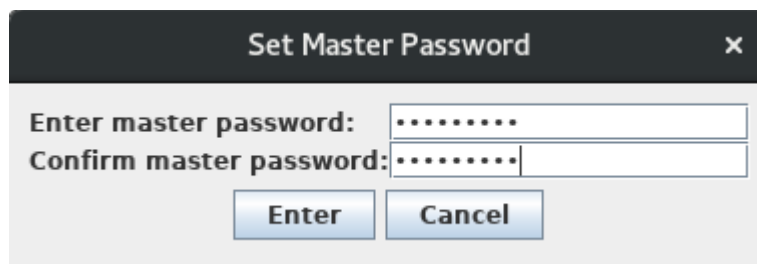 Set Master Password ×
Enter master password: •••••••••
Confirm master password: •••••••••
Enter Cancel